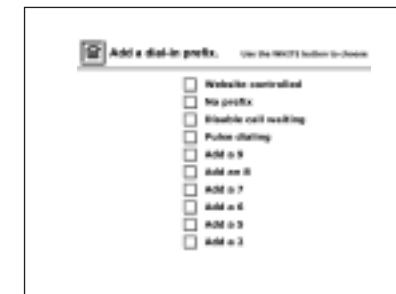 Add a dial-in prefix. Use the WHITE button to choose
Website controlled
No prefix
Disable call waiting
Pulse dialing
Add a 9
Add an 8
Add a 7
Add a 6
Add a 5
Add a